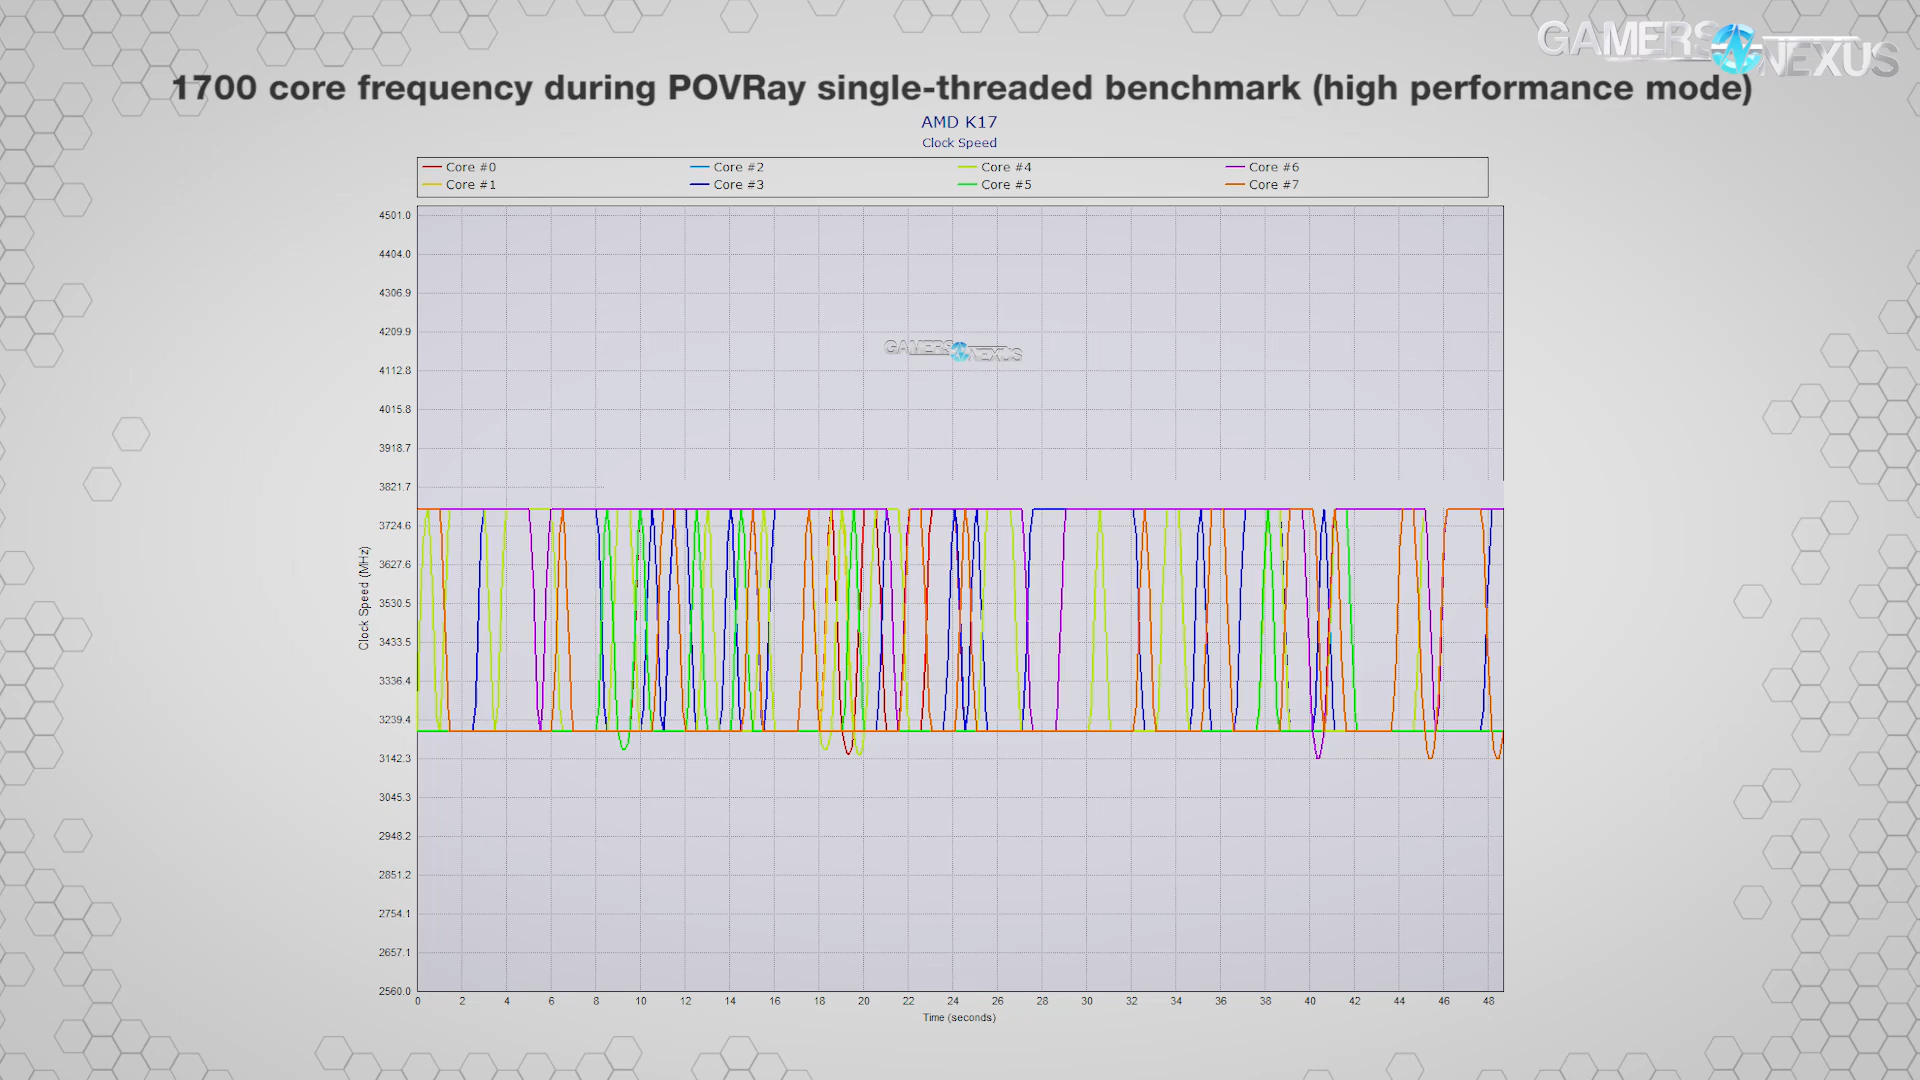 GAMERS NEXUS
1700 core frequency during POVRay single-threaded benchmark (high performance mode)
AMD K17
Clock Speed
Core #0 Core #2 Core #4 Core #6
Core #1 Core #3 Core #5 Core #7
4501.0
4404.0
4306.9
4209.9
GAMERS NEXUS
4112.8
4015.8
3918.7
3821.7
3724.6
3627.6
3530.5
3433.5
3336.4
3239.4
3142.3
3045.3
2948.2
2851.2
2754.1
2657.1
2560.0
Clock Speed (MHz)
0 2 4 6 8 10 12 14 16 18 20 22 24 26 28 30 32 34 36 38 40 42 44 46 48
Time (seconds)